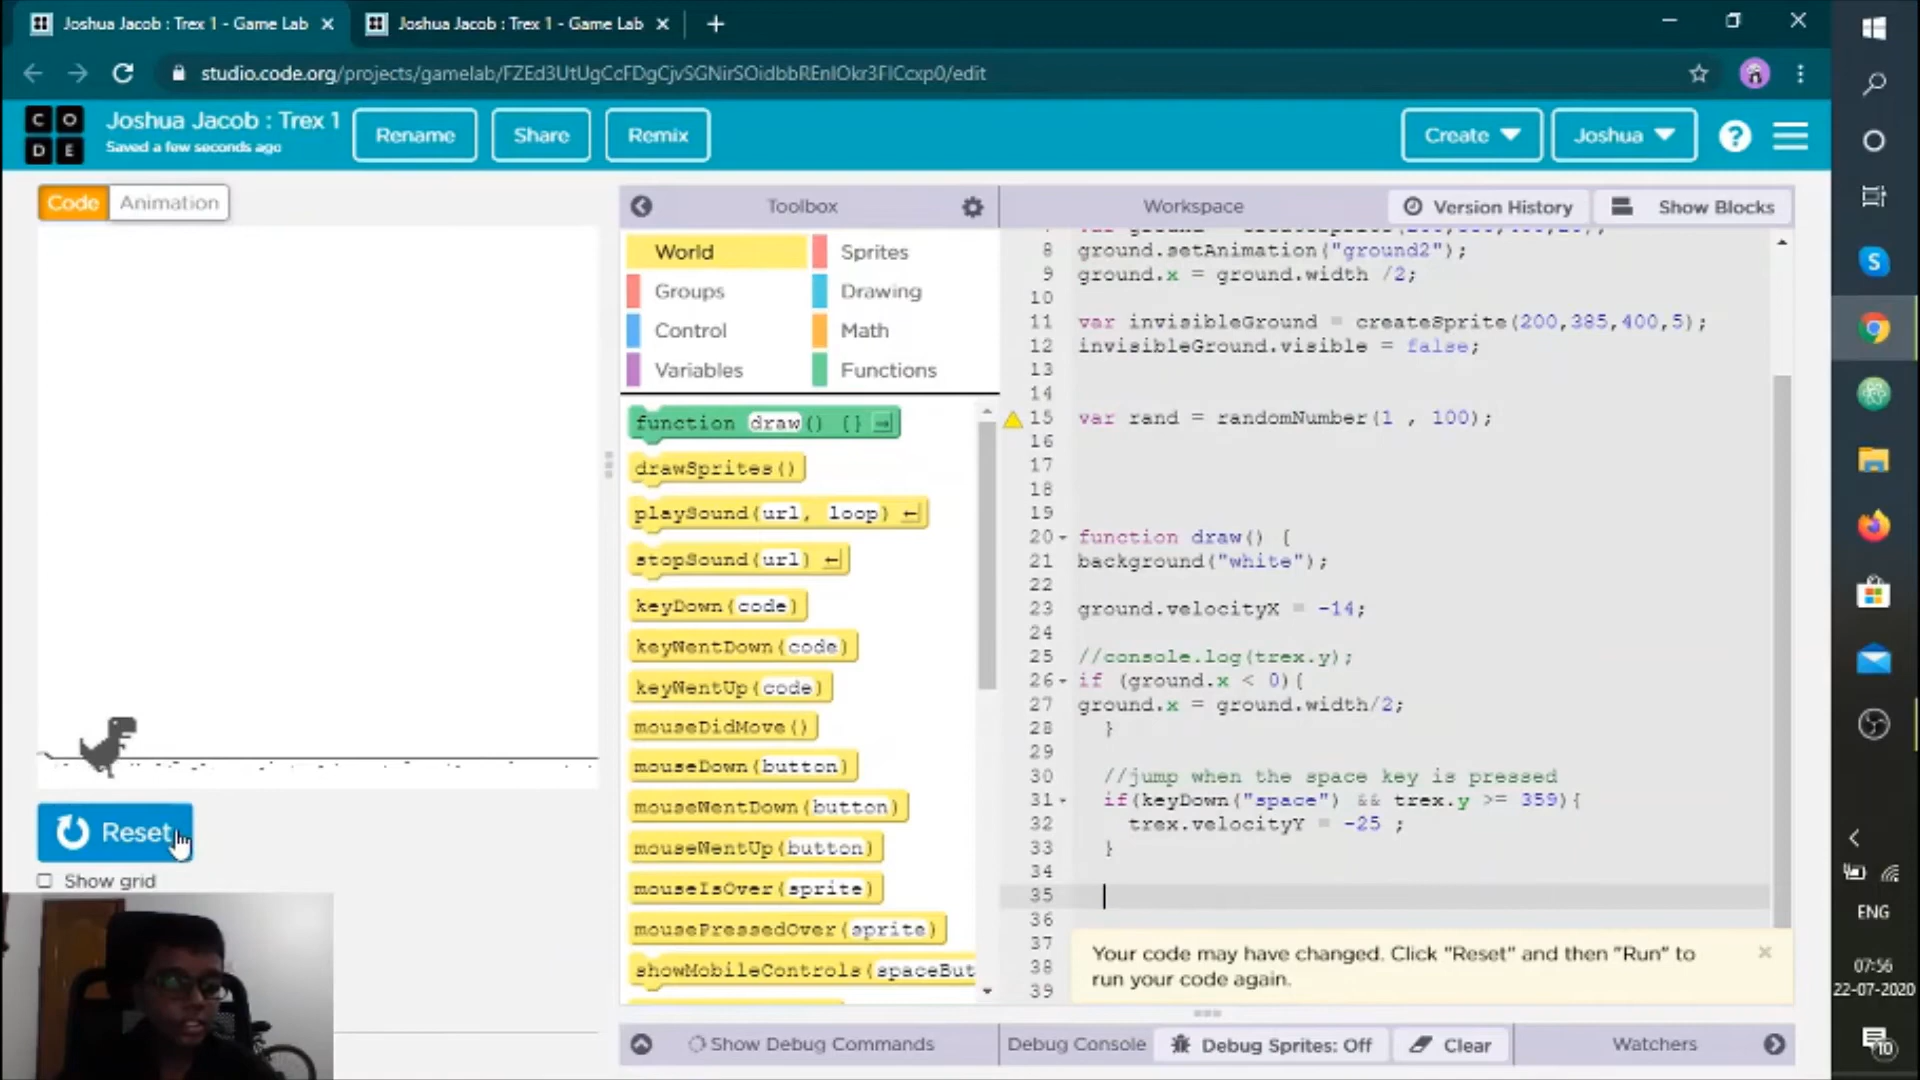 Joshua Jacob : Trex 1 - Game Lab
Joshua Jacob : Trex 1 - Game Lab
studio.code.org/projects/gamelab/FZEd3UtUgCcFDgCjvSGNirSOidbbREnIOkr3FlCcxp0/edit
C O D E
Joshua Jacob : Trex 1
Saved a few seconds ago
Rename
Share
Remix
Create
Joshua
?
Code
Animation
Toolbox
Workspace
Version History
Show Blocks
World
Sprites
Groups
Drawing
Control
Math
Variables
Functions
function draw() {}
drawSprites()
playSound(url, loop)
stopSound(url)
keyDown(code)
keyWentDown(code)
keyWentUp(code)
mouseDidMove()
mouseDown(button)
mouseWentDown(button)
mouseWentUp(button)
mouseIsOver(sprite)
mousePressedOver(sprite)
showMobileControls(spaceBut
8 ground.setAnimation("ground2");
9 ground.x = ground.width /2;
10
11 var invisibleGround = createSprite(200,385,400,5);
12 invisibleGround.visible = false;
13
14
15 var rand = randomNumber(1 , 100);
16
17
18
19
20 function draw() {
21 background("white");
22
23 ground.velocityX = -14;
24
25 //console.log(trex.y);
26 if (ground.x < 0){
27 ground.x = ground.width/2;
28 }
29
30 //jump when the space key is pressed
31 if(keyDown("space") && trex.y >= 359){
32 trex.velocityY = -25 ;
33 }
34
35
36
37
38
39
Your code may have changed. Click "Reset" and then "Run" to
run your code again.
Reset
Show grid
Show Debug Commands
Debug Console
Debug Sprites: Off
Clear
Watchers
ENG
07:56
22-07-2020
10